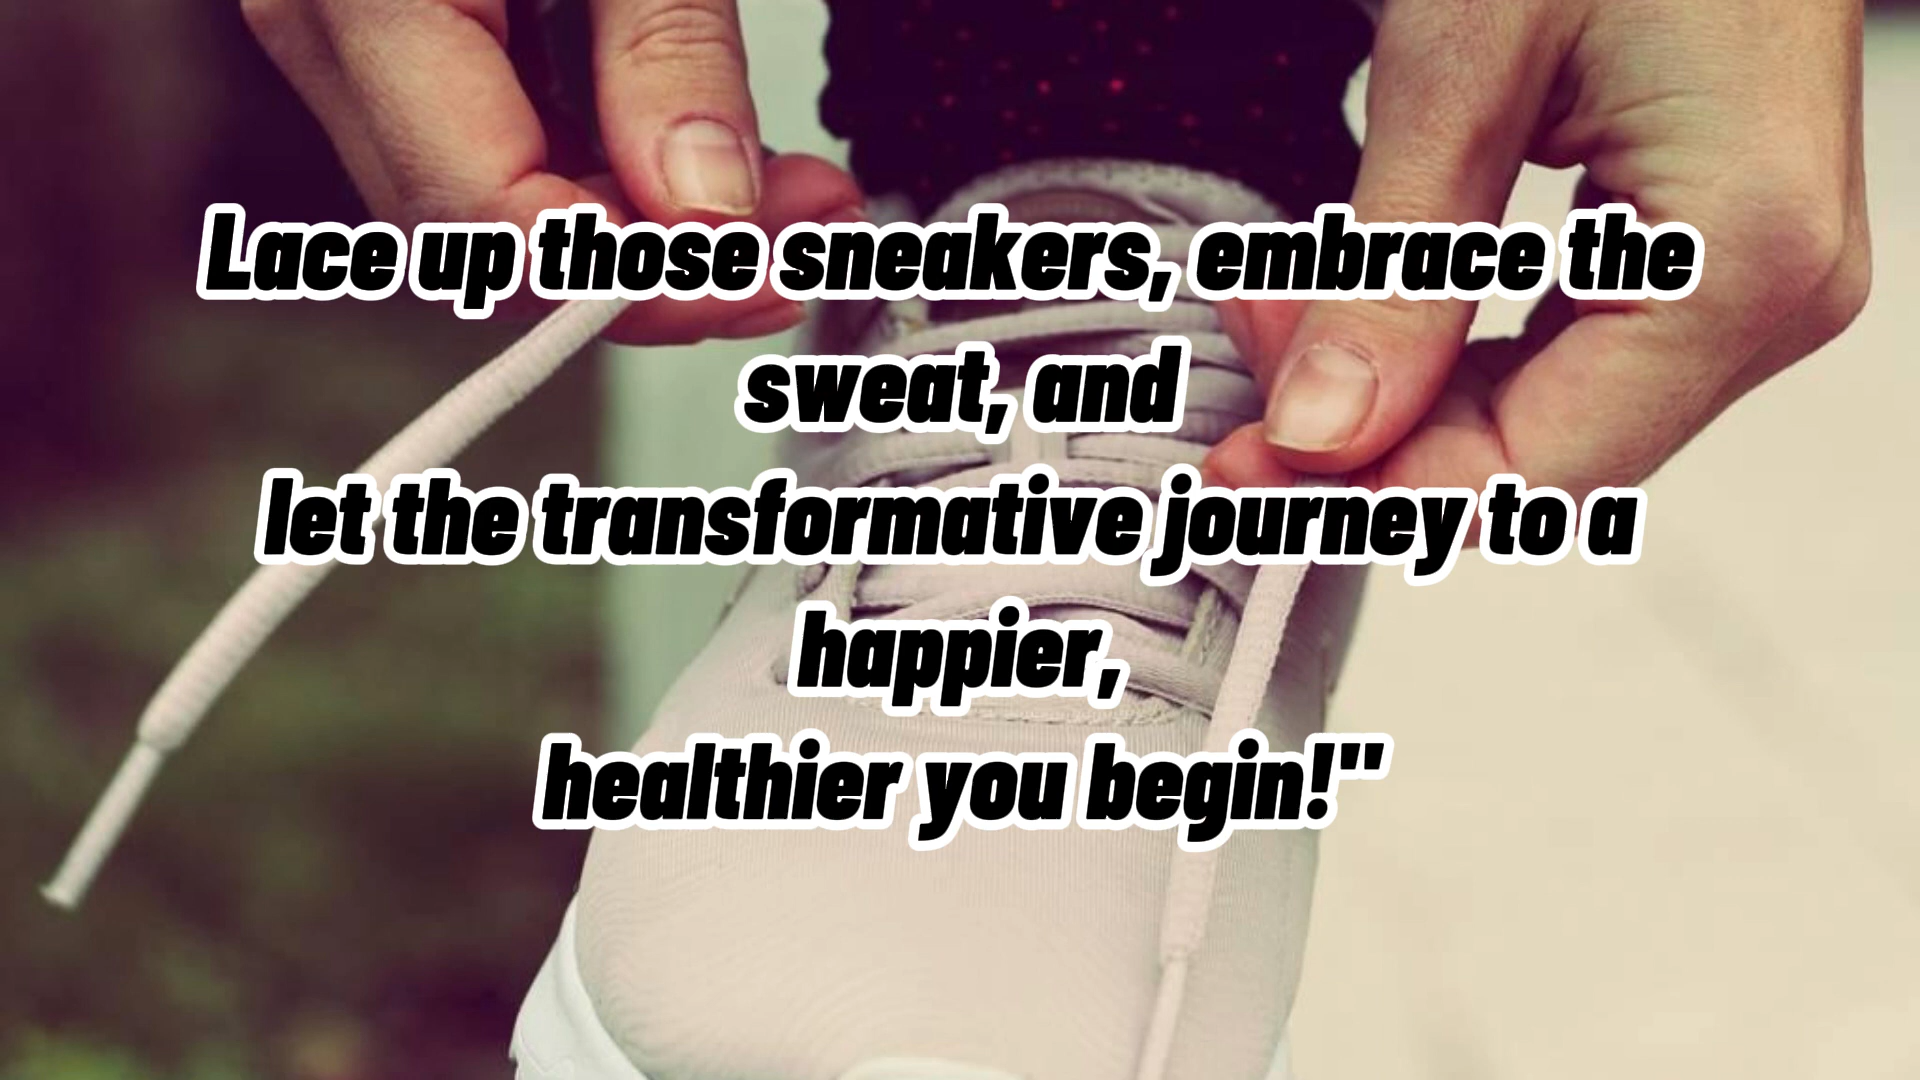 Lace up those sneakers, embrace the
sweat, and
let the transformative journey to a
happier,
healthier you begin!"